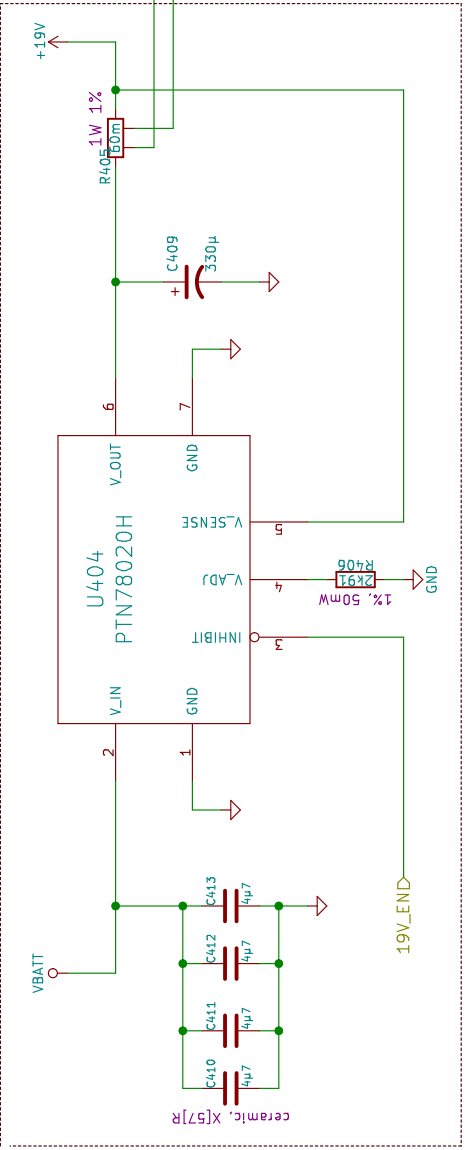 +19V
1W 1%
60m
R405
C409
330µ
+
6
7
V_OUT
GND
V_SENSE
5
U404
PTN78020H
V_ADJ
4
R406
2k91
1%, 50mW
GND
INHIBIT
3
V_IN
GND
2
1
VBATT
19V_EN
C413
4µ7
C412
4µ7
C411
4µ7
C410
4µ7
ceramic, X[57]R